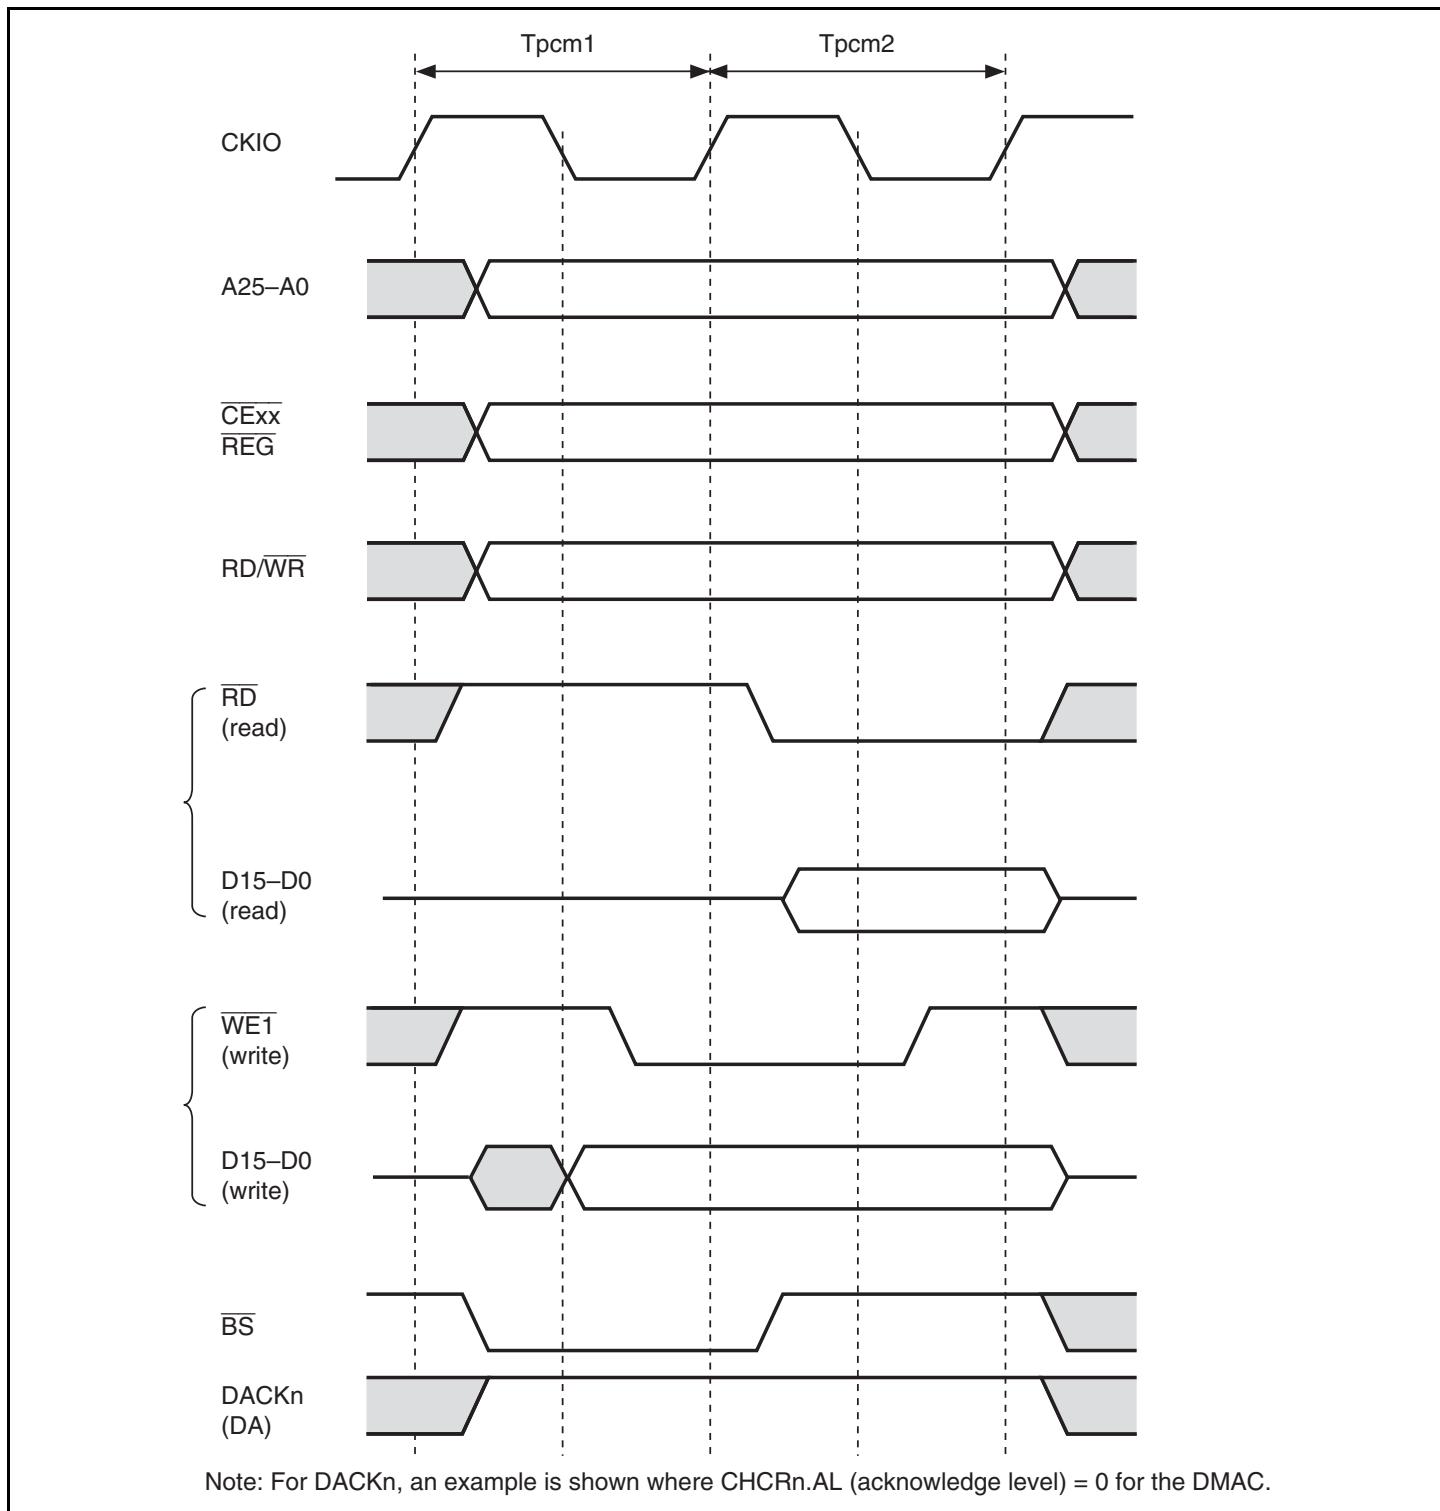 Tpcm1 Tpcm2
CKIO
A25–A0
CExx
REG
RD/WR
RD
(read)
D15–D0
(read)
WE1
(write)
D15–D0
(write)
BS
DACKn
(DA)
Note: For DACKn, an example is shown where CHCRn.AL (acknowledge level) = 0 for the DMAC.